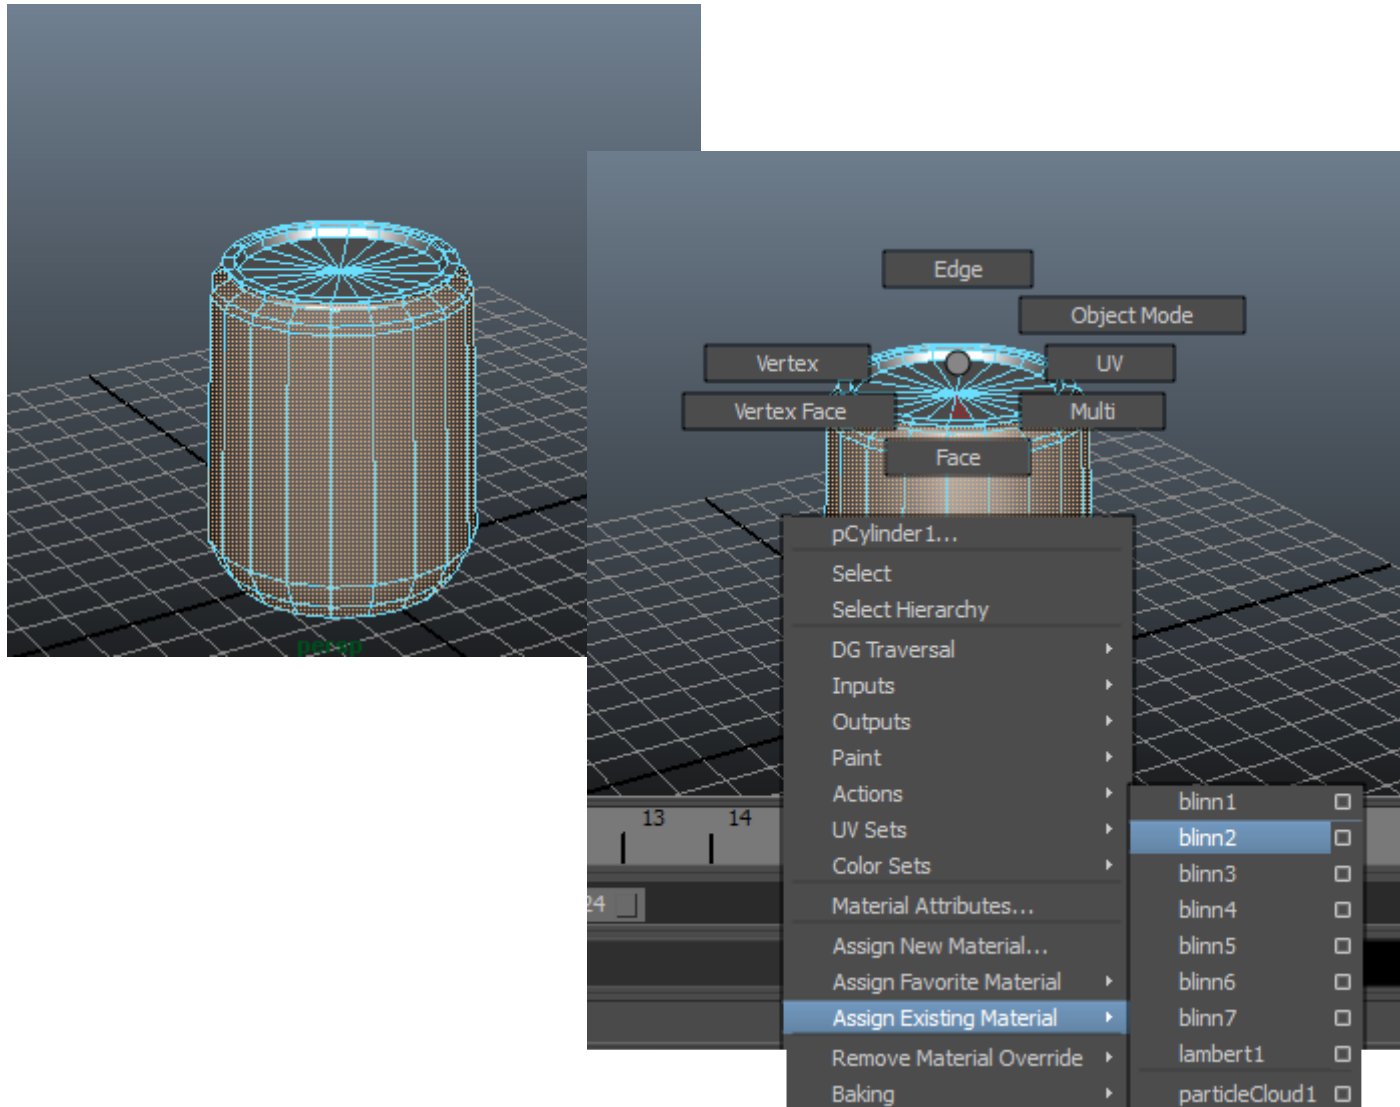 persp
Edge
Object Mode
Vertex
UV
Vertex Face
Multi
Face
pCylinder1...
Select
Select Hierarchy
DG Traversal
Inputs
Outputs
Paint
Actions
UV Sets
Color Sets
Material Attributes...
Assign New Material...
Assign Favorite Material
Assign Existing Material
Remove Material Override
Baking
13 14
24
blinn1
blinn2
blinn3
blinn4
blinn5
blinn6
blinn7
lambert1
particleCloud1